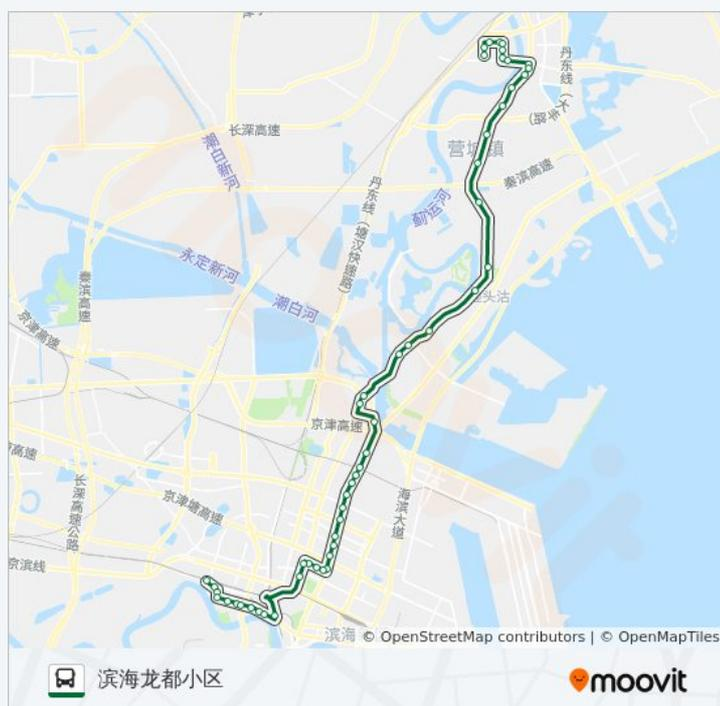 丹东线（大丰路）
长深高速
潮白新河
营城镇
秦滨高速
丹东线（塘汉快速路）
蓟运河
永定新河
秦滨高速
潮白河
头沽
京津高速
京津高速
高速
长深高速公路
京津塘高速
海滨大道
京滨线
滨海
© OpenStreetMap contributors | © OpenMapTiles
滨海龙都小区
moovit